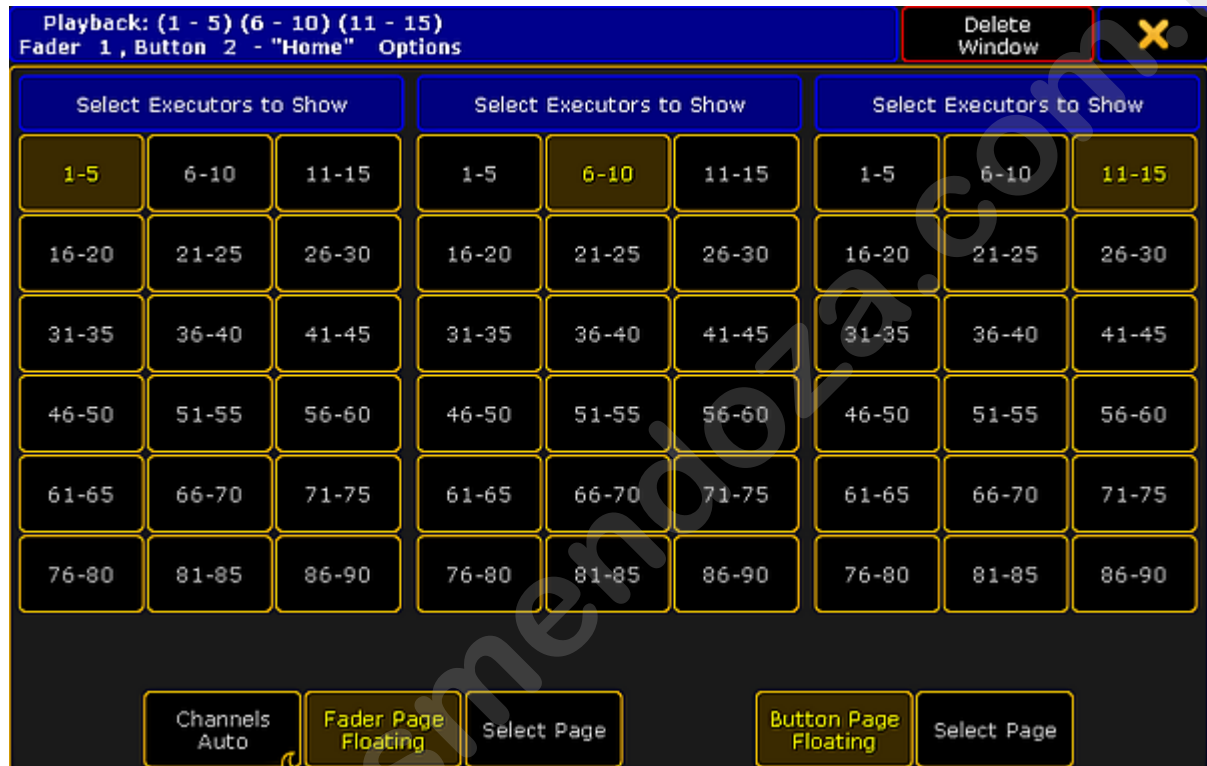 Playback: (1 - 5) (6 - 10) (11 - 15)
Fader 1 , Button 2 - "Home" Options
Delete
Window
Select Executors to Show
Select Executors to Show
Select Executors to Show
1-5 6-10 11-15 1-5 6-10 11-15 1-5 6-10 11-15
16-20 21-25 26-30 16-20 21-25 26-30 16-20 21-25 26-30
31-35 36-40 41-45 31-35 36-40 41-45 31-35 36-40 41-45
46-50 51-55 56-60 46-50 51-55 56-60 46-50 51-55 56-60
61-65 66-70 71-75 61-65 66-70 71-75 61-65 66-70 71-75
76-80 81-85 86-90 76-80 81-85 86-90 76-80 81-85 86-90
Channels
Auto
Fader Page
Floating
Select Page
Button Page
Floating
Select Page
smendoza.com.